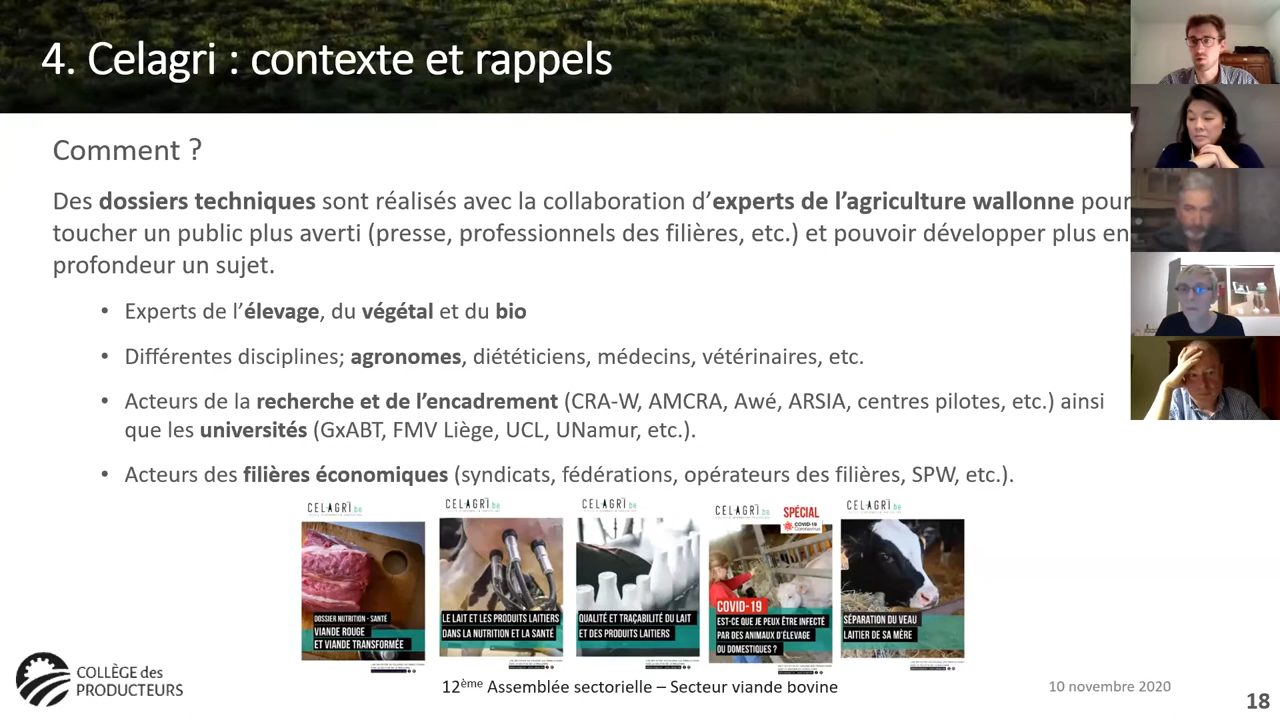 4. Celagri : contexte et rappels
Comment ?
Des dossiers techniques sont réalisés avec la collaboration d’experts de l’agriculture wallonne pour
toucher un public plus averti (presse, professionnels des filières, etc.) et pouvoir développer plus en
profondeur un sujet.
• Experts de l’élevage, du végétal et du bio
• Différentes disciplines; agronomes, diététiciens, médecins, vétérinaires, etc.
• Acteurs de la recherche et de l’encadrement (CRA-W, AMCRA, Awé, ARSIA, centres pilotes, etc.) ainsi
que les universités (GxABT, FMV Liège, UCL, UNamur, etc.).
• Acteurs des filières économiques (syndicats, fédérations, opérateurs des filières, SPW, etc.).
CELAGRI.be
DOSSIER NUTRITION - SANTÉ
VIANDE ROUGE
ET VIANDE TRANSFORMÉE
CELAGRI.be
LE LAIT ET LES PRODUITS LAITIERS
DANS LA NUTRITION ET LA SANTÉ
CELAGRI.be
QUALITÉ ET TRAÇABILITÉ DU LAIT
ET DES PRODUITS LAITIERS
CELAGRI.be
SPÉCIAL
COVID-19
Coronavirus
COVID-19
EST-CE QUE JE PEUX ÊTRE INFECTÉ
PAR DES ANIMAUX D'ÉLEVAGE
OU DOMESTIQUES ?
CELAGRI.be
SÉPARATION DU VEAU
LAITIER DE SA MÈRE
COLLÈGE des
PRODUCTEURS
12ème Assemblée sectorielle – Secteur viande bovine
10 novembre 2020
18